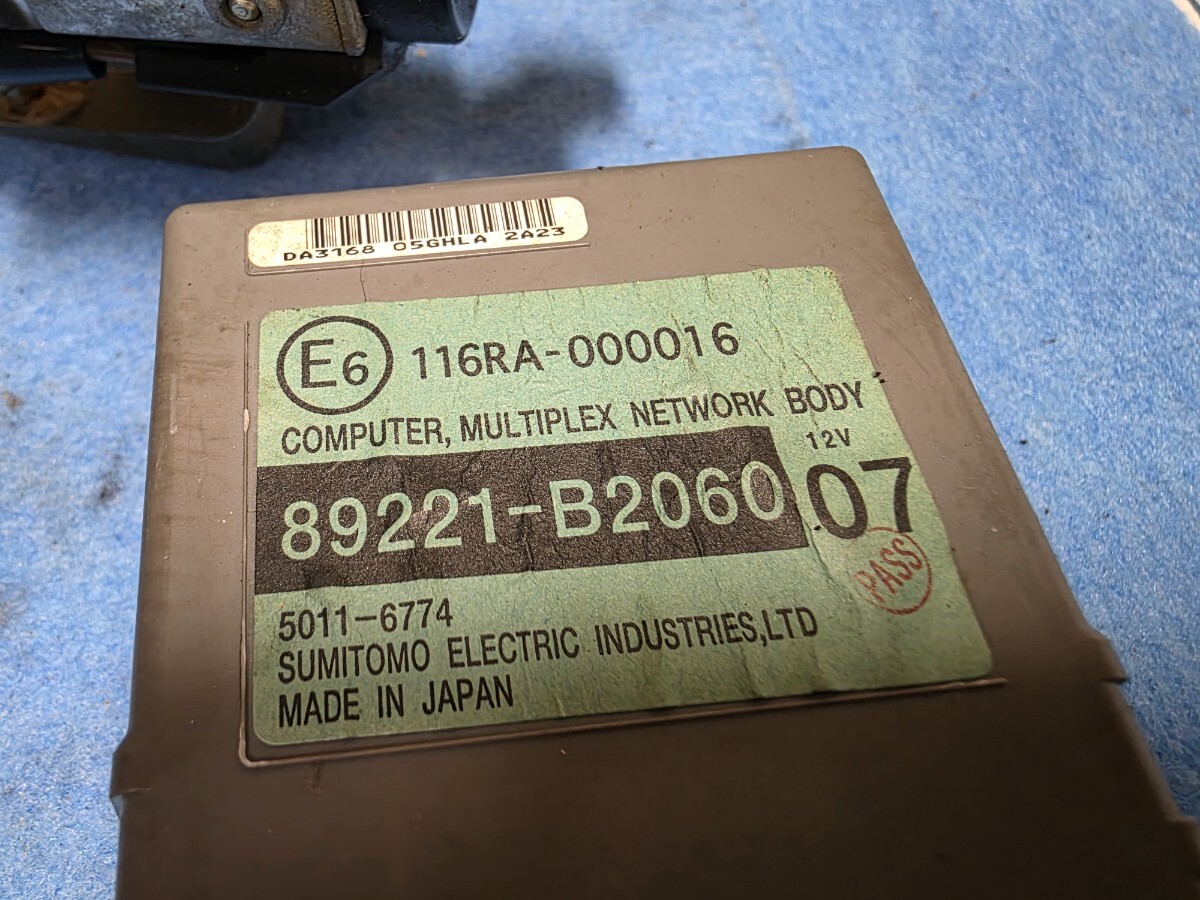 DA3168 05GHLA 2A23
E6 116RA-000016
COMPUTER, MULTIPLEX NETWORK BODY
12V
89221-B2060 07
PASS
5011-6774
SUMITOMO ELECTRIC INDUSTRIES,LTD
MADE IN JAPAN